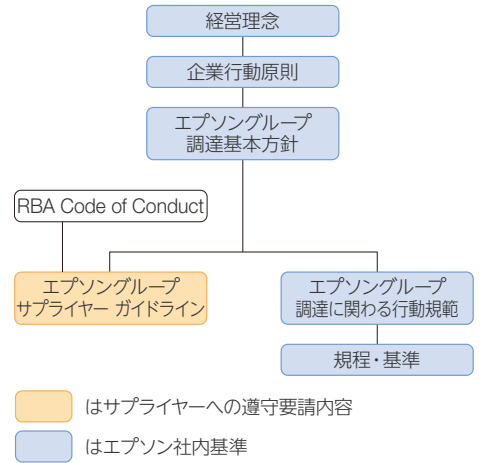 経営理念
企業行動原則
エプソングループ
調達基本方針
RBA Code of Conduct
エプソングループ
サプライヤー ガイドライン
エプソングループ
調達に関わる行動規範
規程・基準
はサプライヤーへの遵守要請内容
はエプソン社内基準